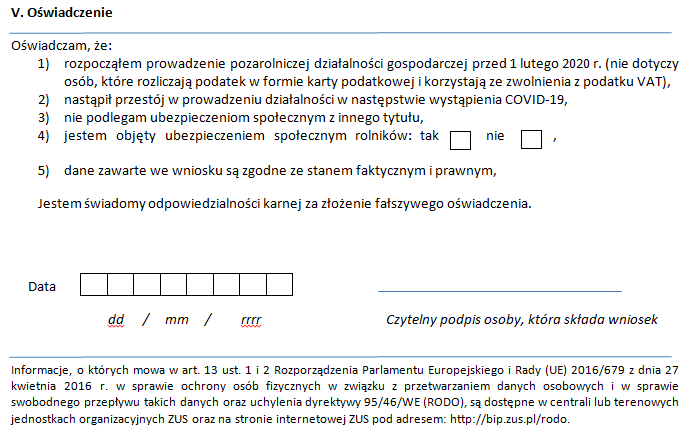 V. Oświadczenie
Oświadczam, że:
1) rozpocząłem prowadzenie pozarolniczej działalności gospodarczej przed 1 lutego 2020 r. (nie dotyczy
osób, które rozliczają podatek w formie karty podatkowej i korzystają ze zwolnienia z podatku VAT),
2) nastąpił przestój w prowadzeniu działalności w następstwie wystąpienia COVID-19,
3) nie podlegam ubezpieczeniom społecznym z innego tytułu,
4) jestem objęty ubezpieczeniem społecznym rolników: tak nie ,
5) dane zawarte we wniosku są zgodne ze stanem faktycznym i prawnym,
Jestem świadomy odpowiedzialności karnej za złożenie fałszywego oświadczenia.
Data
dd / mm / rrrr Czytelny podpis osoby, która składa wniosek
Informacje, o których mowa w art. 13 ust. 1 i 2 Rozporządzenia Parlamentu Europejskiego i Rady (UE) 2016/679 z dnia 27
kwietnia 2016 r. w sprawie ochrony osób fizycznych w związku z przetwarzaniem danych osobowych i w sprawie
swobodnego przepływu takich danych oraz uchylenia dyrektywy 95/46/WE (RODO), są dostępne w centrali lub terenowych
jednostkach organizacyjnych ZUS oraz na stronie internetowej ZUS pod adresem: http://bip.zus.pl/rodo.